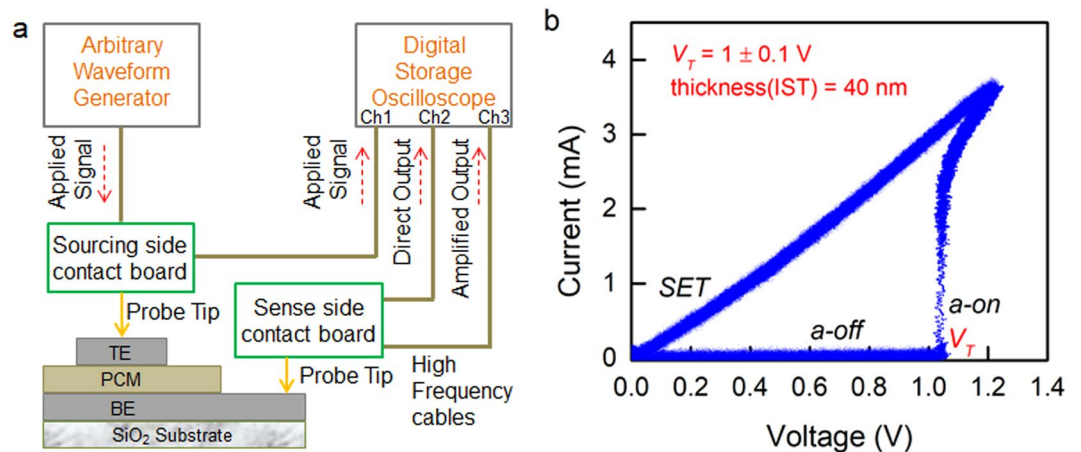 a
Arbitrary
Waveform
Generator
Digital
Storage
Oscilloscope
Ch1 Ch2 Ch3
Applied
Signal
Applied
Signal
Direct Output
Amplified Output
Sourcing side
contact board
Sense side
contact board
Probe Tip
Probe Tip
High
Frequency
cables
TE
PCM
BE
SiO2 Substrate
b
Current (mA)
4
3
2
1
0
V_T = 1 ± 0.1 V
thickness(IST) = 40 nm
SET
a-off
a-on
V_T
0.0 0.2 0.4 0.6 0.8 1.0 1.2 1.4
Voltage (V)